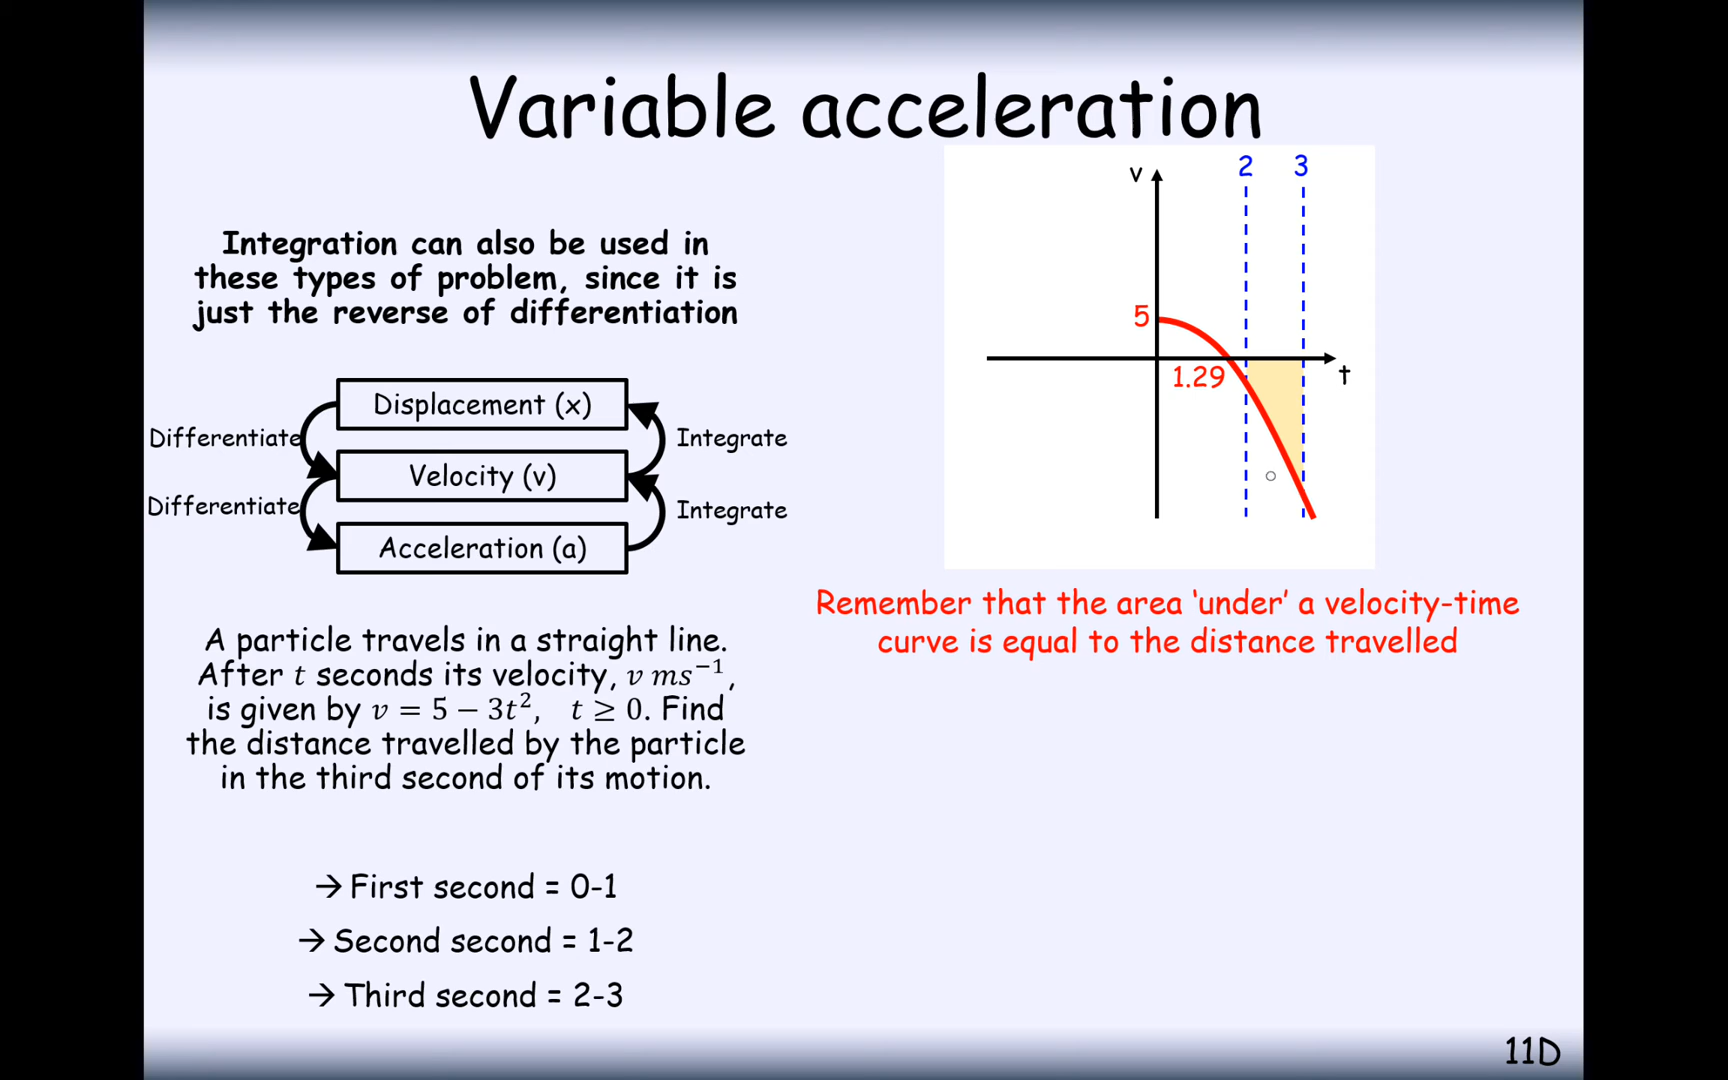 Variable acceleration
Integration can also be used in
these types of problem, since it is
just the reverse of differentiation
Displacement (x)
Differentiate
Integrate
Velocity (v)
Differentiate
Integrate
Acceleration (a)
A particle travels in a straight line.
After t seconds its velocity, v ms⁻¹,
is given by v = 5 − 3t², t ≥ 0. Find
the distance travelled by the particle
in the third second of its motion.
→ First second = 0-1
→ Second second = 1-2
→ Third second = 2-3
v
2
3
5
1.29
t
Remember that the area ‘under’ a velocity-time
curve is equal to the distance travelled
11D